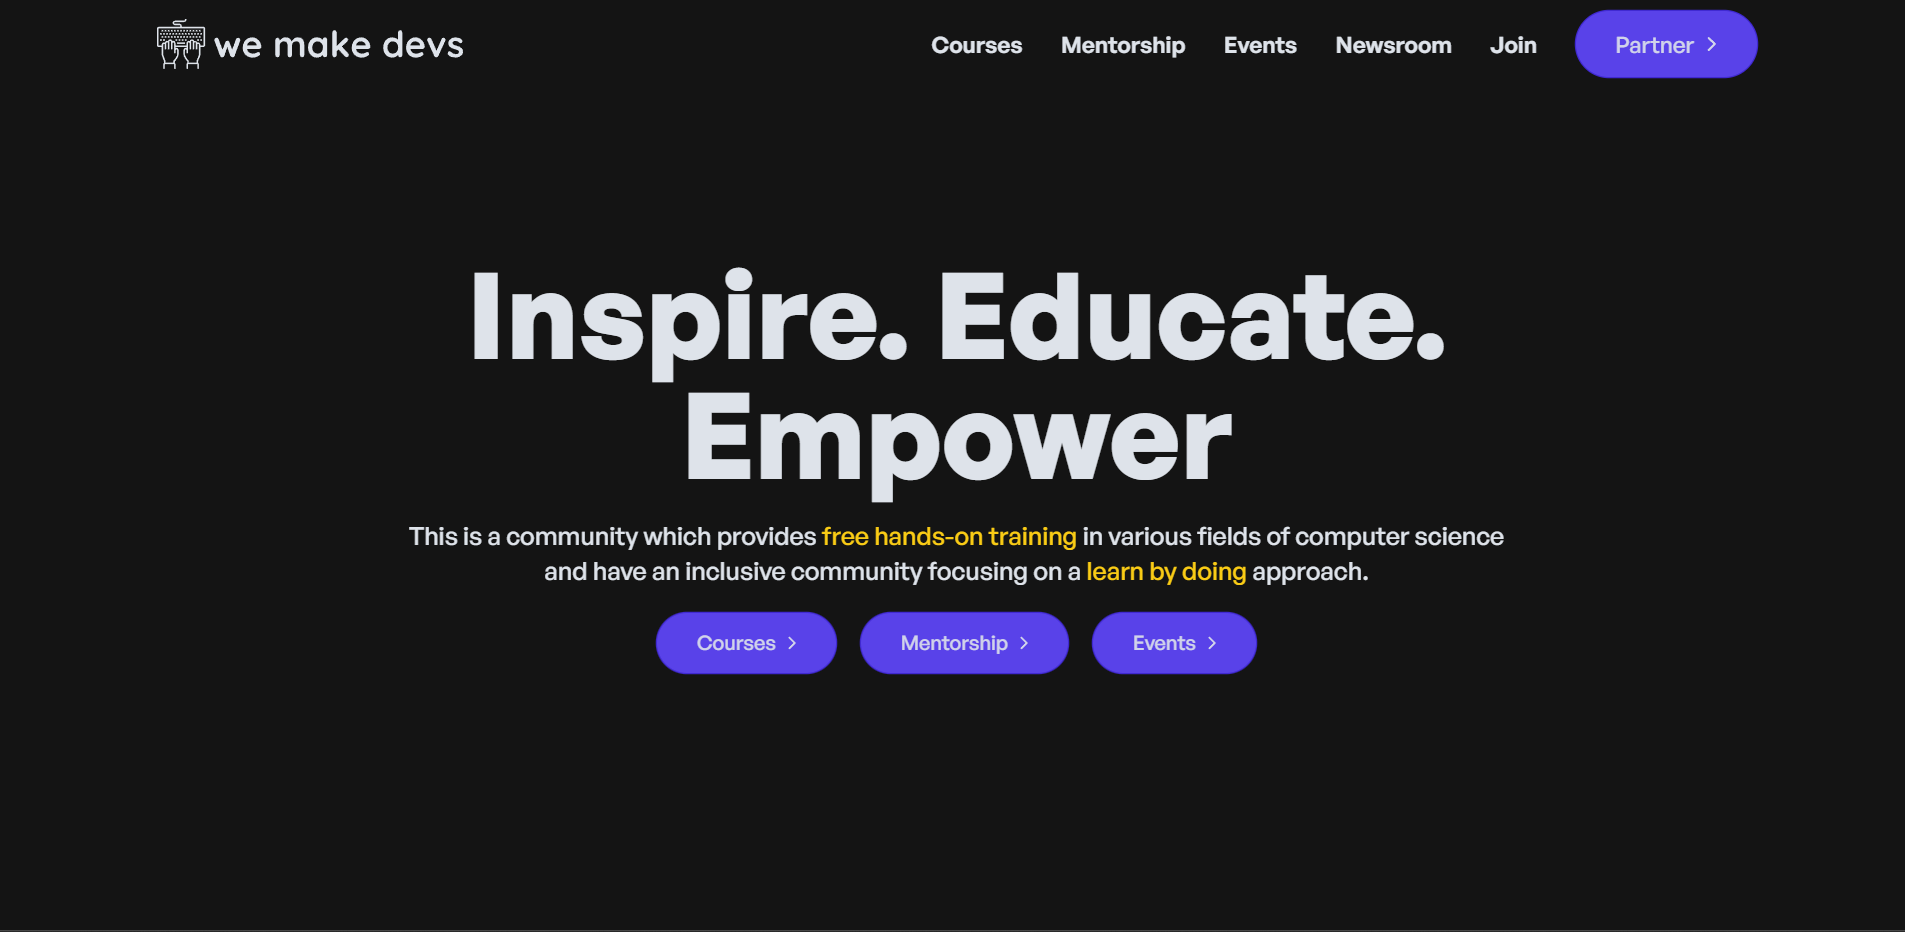 we make devs
Courses
Mentorship
Events
Newsroom
Join
Partner
Inspire. Educate.
Empower
This is a community which provides free hands-on training in various fields of computer science
and have an inclusive community focusing on a learn by doing approach.
Courses
Mentorship
Events